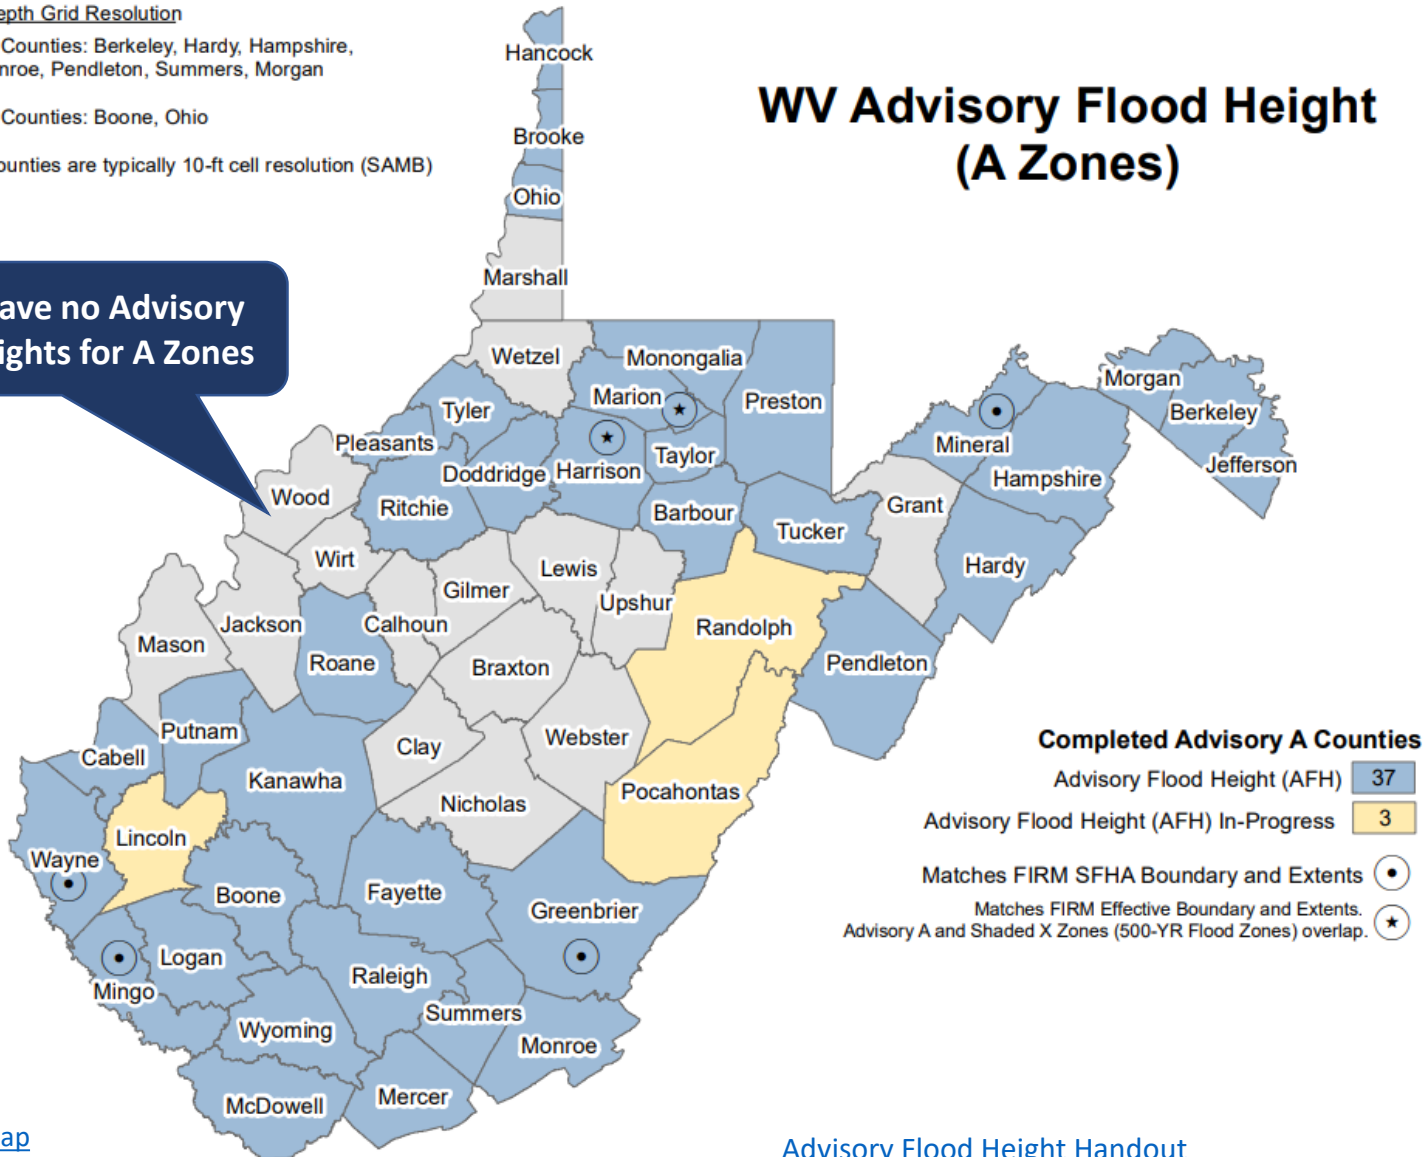 epth Grid Resolution
Counties: Berkeley, Hardy, Hampshire,
nroe, Pendleton, Summers, Morgan
Counties: Boone, Ohio
ounties are typically 10-ft cell resolution (SAMB)
WV Advisory Flood Height
(A Zones)
ave no Advisory
ights for A Zones
Hancock
Brooke
Ohio
Marshall
Wetzel
Monongalia
Marion
Preston
Tyler
Pleasants
Doddridge
Harrison
Taylor
Ritchie
Wood
Wirt
Barbour
Tucker
Morgan
Berkeley
Jefferson
Mineral
Hampshire
Grant
Hardy
Lewis
Gilmer
Upshur
Calhoun
Jackson
Mason
Roane
Braxton
Randolph
Pendleton
Putnam
Cabell
Kanawha
Clay
Webster
Nicholas
Pocahontas
Lincoln
Wayne
Boone
Fayette
Greenbrier
Logan
Mingo
Raleigh
Summers
Wyoming
Monroe
McDowell
Mercer
Completed Advisory A Counties
Advisory Flood Height (AFH) 37
Advisory Flood Height (AFH) In-Progress 3
Matches FIRM SFHA Boundary and Extents
Matches FIRM Effective Boundary and Extents.
Advisory A and Shaded X Zones (500-YR Flood Zones) overlap.
ap
Advisory Flood Height Handout